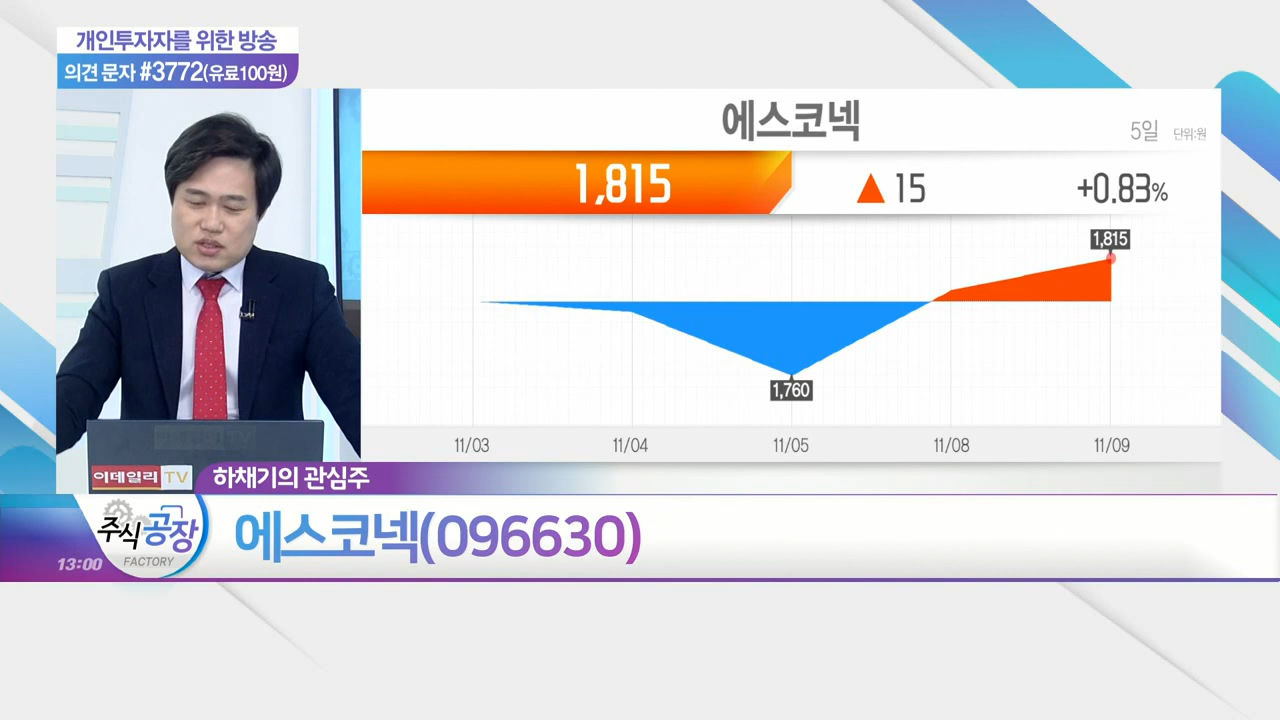 개인투자자를 위한 방송
의견 문자 #3772(유료100원)
에스코넥
5일 단위:원
1,815 ▲ 15 +0.83%
1,815
1,760
11/03 11/04 11/05 11/08 11/09
이데일리 TV
하채기의 관심주
주식공장
FACTORY
13:00
에스코넥(096630)